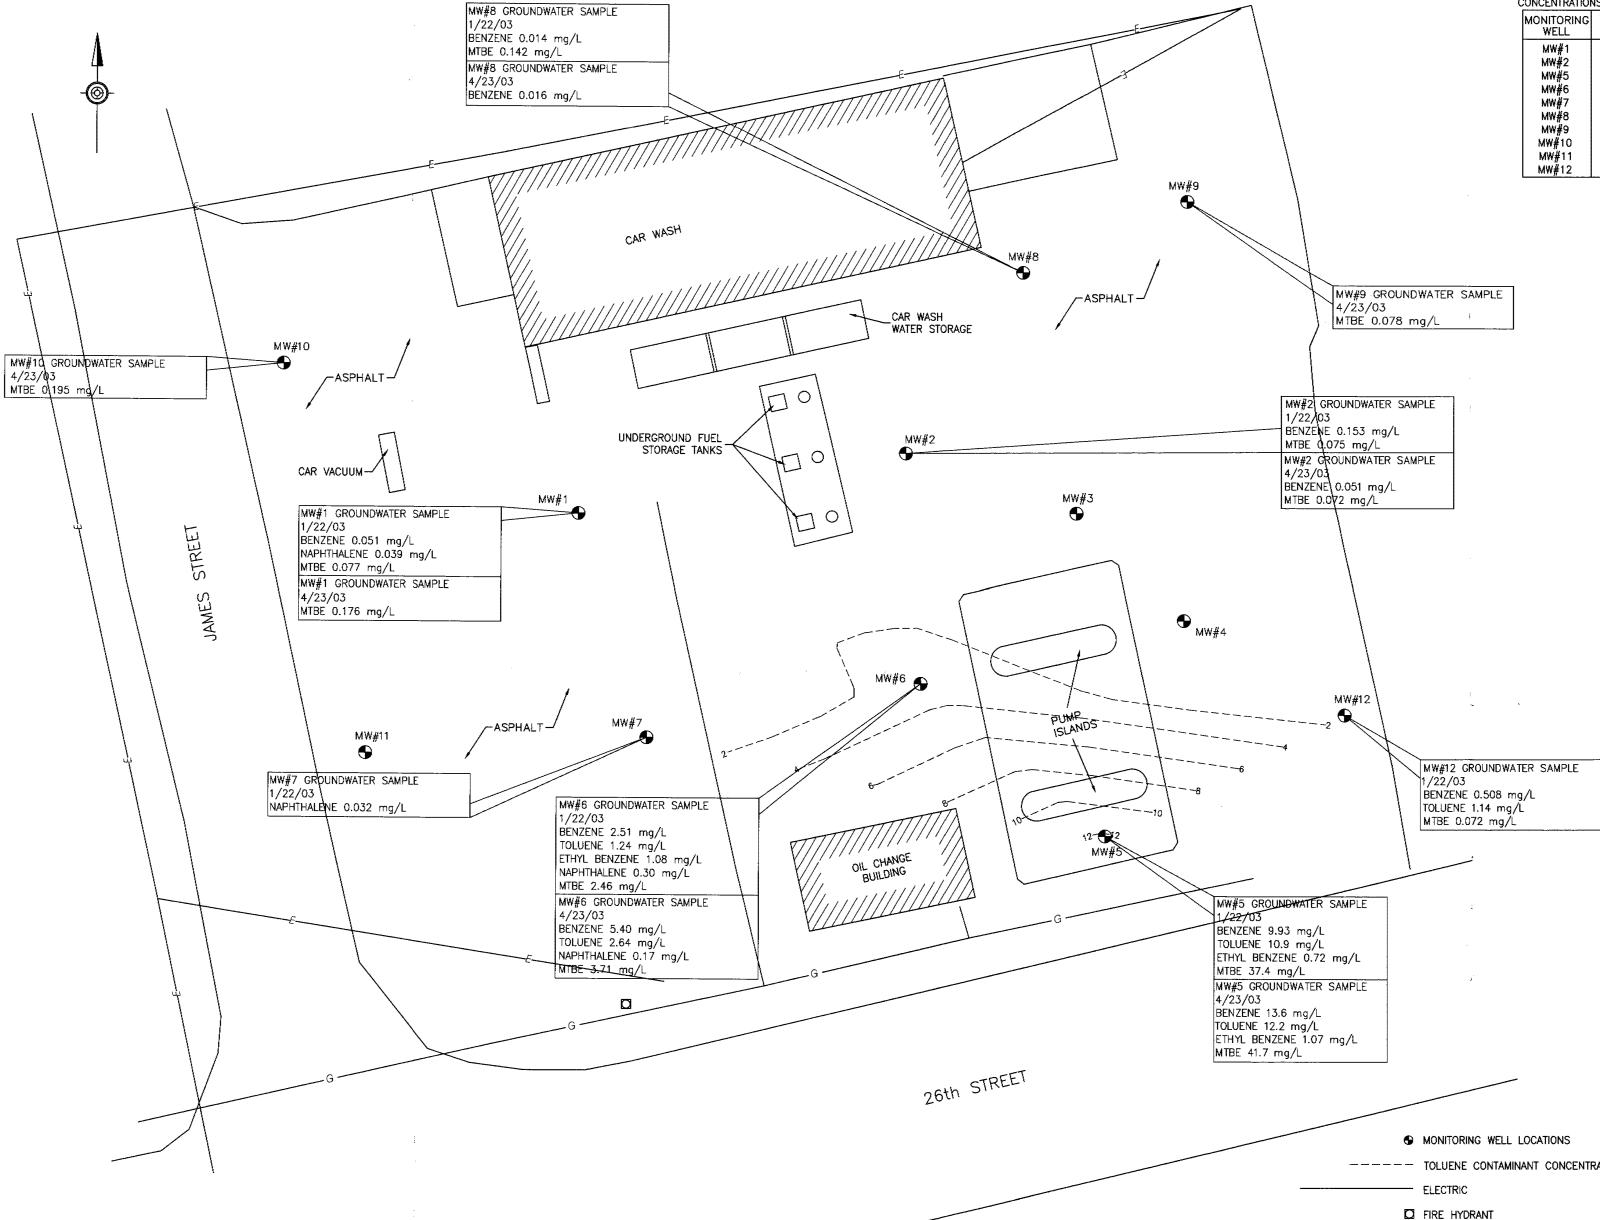 MW#8 GROUNDWATER SAMPLE
1/22/03
BENZENE 0.014 mg/L
MTBE 0.142 mg/L
MW#8 GROUNDWATER SAMPLE
4/23/03
BENZENE 0.016 mg/L
CONCENTRATIONS
MONITORING
WELL
MW#1
MW#2
MW#5
MW#6
MW#7
MW#8
MW#9
MW#10
MW#11
MW#12
E
E
E
E
E
E
E
CAR WASH
MW#9
MW#8
ASPHALT
MW#9 GROUNDWATER SAMPLE
4/23/03
MTBE 0.078 mg/L
CAR WASH
WATER STORAGE
MW#10
MW#10 GROUNDWATER SAMPLE
4/23/03
MTBE 0.195 mg/L
ASPHALT
UNDERGROUND FUEL
STORAGE TANKS
MW#2
MW#2 GROUNDWATER SAMPLE
1/22/03
BENZENE 0.153 mg/L
MTBE 0.075 mg/L
MW#2 GROUNDWATER SAMPLE
4/23/03
BENZENE 0.051 mg/L
MTBE 0.072 mg/L
CAR VACUUM
MW#1
MW#3
MW#1 GROUNDWATER SAMPLE
1/22/03
BENZENE 0.051 mg/L
NAPHTHALENE 0.039 mg/L
MTBE 0.077 mg/L
MW#1 GROUNDWATER SAMPLE
4/23/03
MTBE 0.176 mg/L
E
JAMES STREET
MW#4
MW#6
MW#12
PUMP
ISLANDS
ASPHALT
MW#7
MW#11
E
2
2
4
4
6
6
8
8
10
10
12
12
MW#5
MW#7 GROUNDWATER SAMPLE
1/22/03
NAPHTHALENE 0.032 mg/L
MW#12 GROUNDWATER SAMPLE
1/22/03
BENZENE 0.508 mg/L
TOLUENE 1.14 mg/L
MTBE 0.072 mg/L
MW#6 GROUNDWATER SAMPLE
1/22/03
BENZENE 2.51 mg/L
TOLUENE 1.24 mg/L
ETHYL BENZENE 1.08 mg/L
NAPHTHALENE 0.30 mg/L
MTBE 2.46 mg/L
MW#6 GROUNDWATER SAMPLE
4/23/03
BENZENE 5.40 mg/L
TOLUENE 2.64 mg/L
NAPHTHALENE 0.17 mg/L
MTBE 3.71 mg/L
OIL CHANGE
BUILDING
MW#5 GROUNDWATER SAMPLE
1/22/03
BENZENE 9.93 mg/L
TOLUENE 10.9 mg/L
ETHYL BENZENE 0.72 mg/L
MTBE 37.4 mg/L
MW#5 GROUNDWATER SAMPLE
4/23/03
BENZENE 13.6 mg/L
TOLUENE 12.2 mg/L
ETHYL BENZENE 1.07 mg/L
MTBE 41.7 mg/L
E
E
E
G
G
G
G
26th STREET
MONITORING WELL LOCATIONS
TOLUENE CONTAMINANT CONCENTRA
ELECTRIC
FIRE HYDRANT